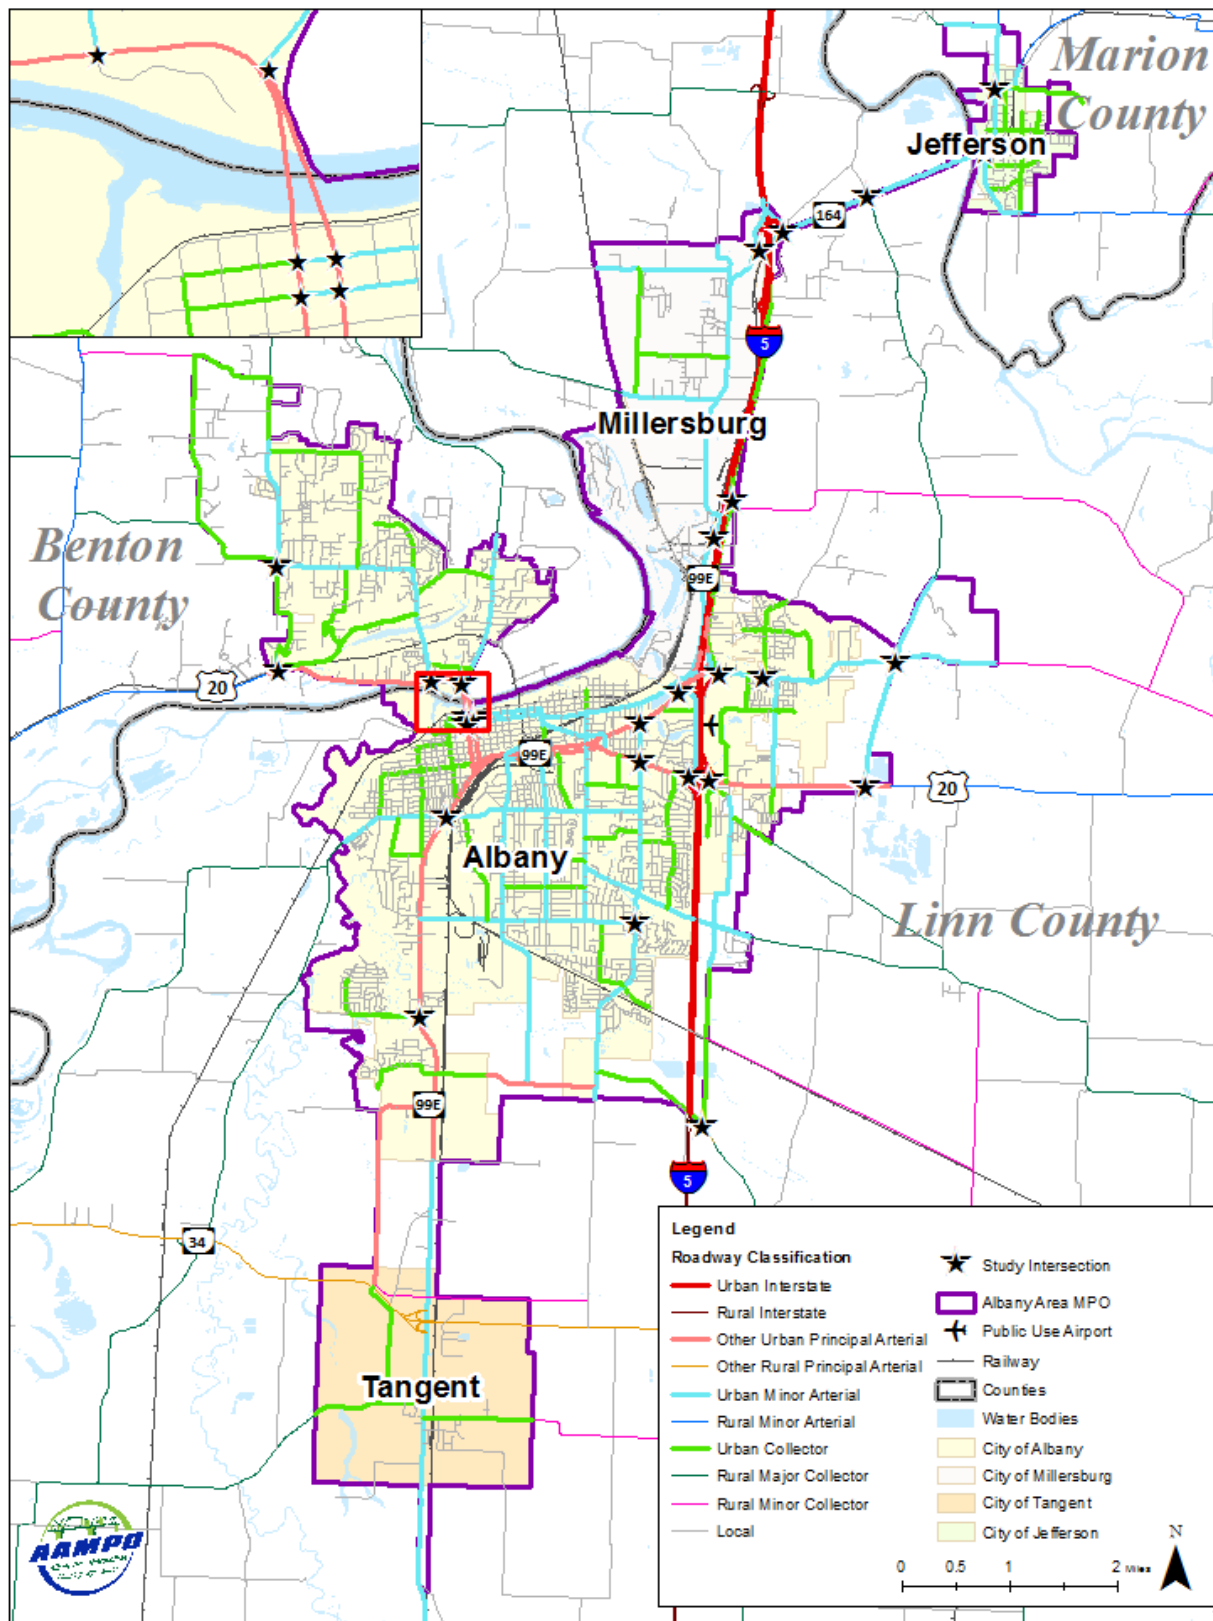 Marion
County
Jefferson
164
5
Millersburg
Benton
County
99E
20
99E
20
Albany
Linn County
99E
5
34
Tangent
Legend
Roadway Classification
Urban Interstate
Rural Interstate
Other Urban Principal Arterial
Other Rural Principal Arterial
Urban Minor Arterial
Rural Minor Arterial
Urban Collector
Rural Major Collector
Rural Minor Collector
Local
Study Intersection
Albany Area MPO
Public Use Airport
Railway
Counties
Water Bodies
City of Albany
City of Millersburg
City of Tangent
City of Jefferson
N
0 0.5 1 2 Miles
AAMPO